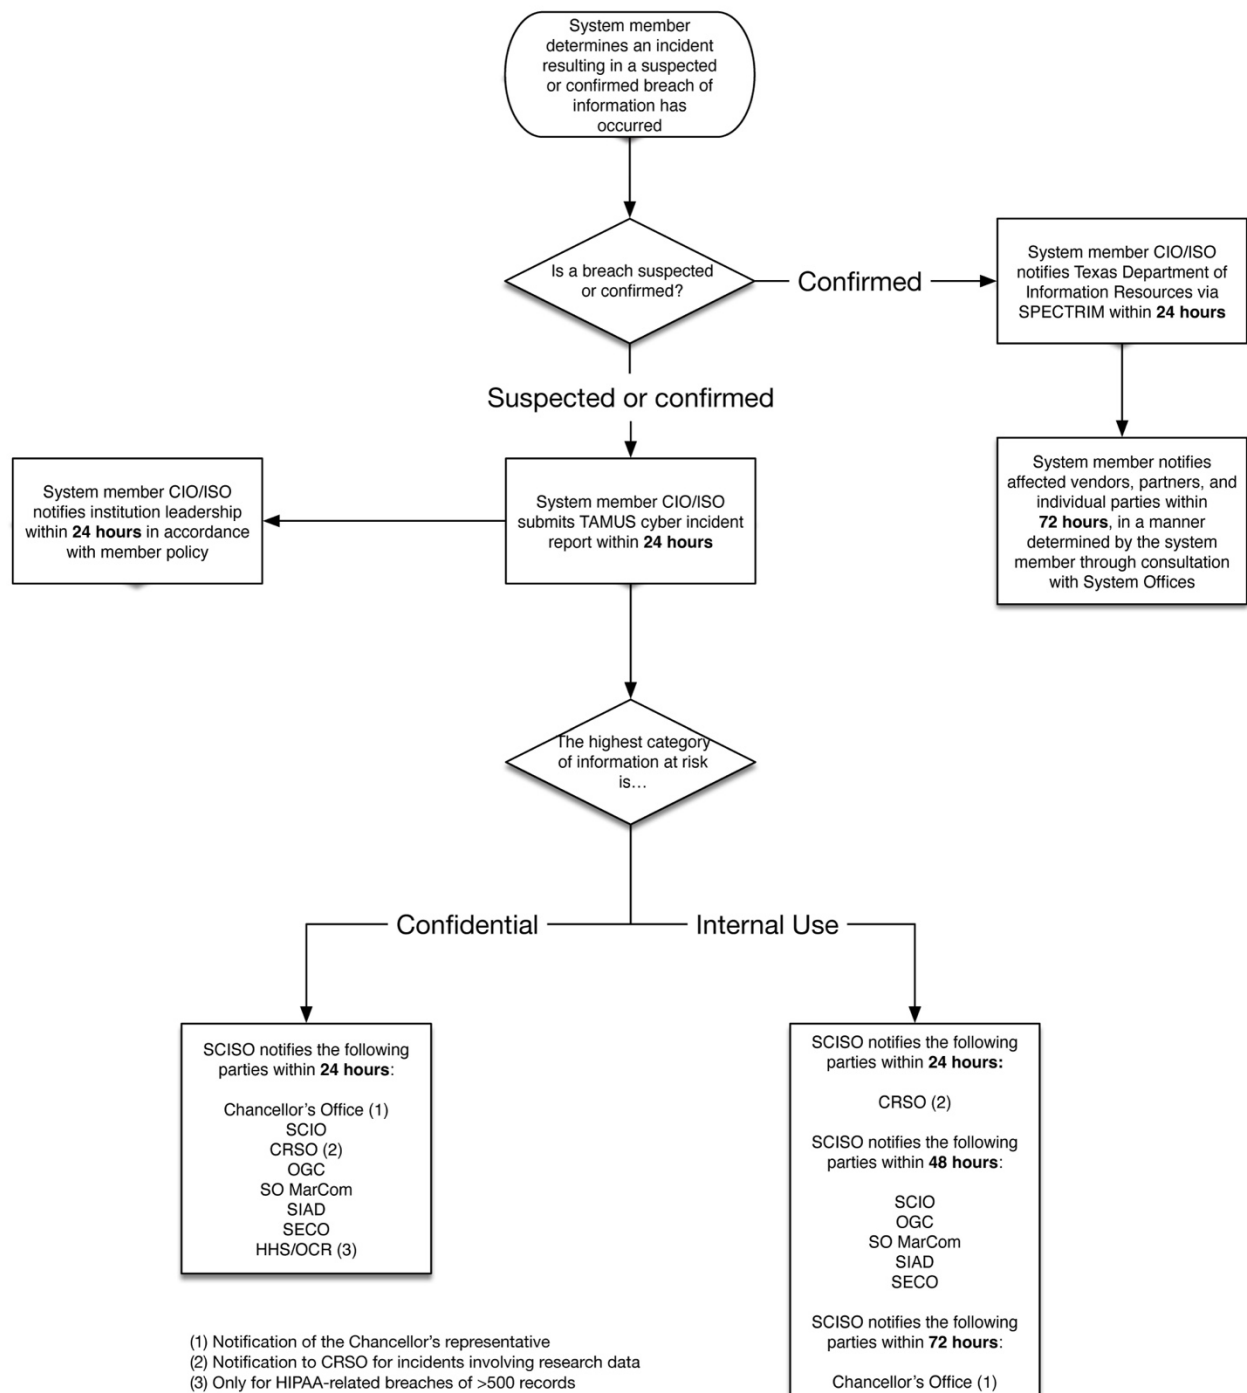 System member
determines an incident
resulting in a suspected
or confirmed breach of
information has
occurred
Is a breach suspected
or confirmed?
Confirmed
System member CIO/ISO
notifies Texas Department of
Information Resources via
SPECTRIM within 24 hours
Suspected or confirmed
System member CIO/ISO
notifies institution leadership
within 24 hours in accordance
with member policy
System member CIO/ISO
submits TAMUS cyber incident
report within 24 hours
System member notifies
affected vendors, partners, and
individual parties within
72 hours, in a manner
determined by the system
member through consultation
with System Offices
The highest category
of information at risk
is…
Confidential
Internal Use
SCISO notifies the following
parties within 24 hours:
Chancellor’s Office (1)
SCIO
CRSO (2)
OGC
SO MarCom
SIAD
SECO
HHS/OCR (3)
SCISO notifies the following
parties within 24 hours:
CRSO (2)
SCISO notifies the following
parties within 48 hours:
SCIO
OGC
SO MarCom
SIAD
SECO
SCISO notifies the following
parties within 72 hours:
Chancellor’s Office (1)
(1) Notification of the Chancellor’s representative
(2) Notification to CRSO for incidents involving research data
(3) Only for HIPAA-related breaches of >500 records